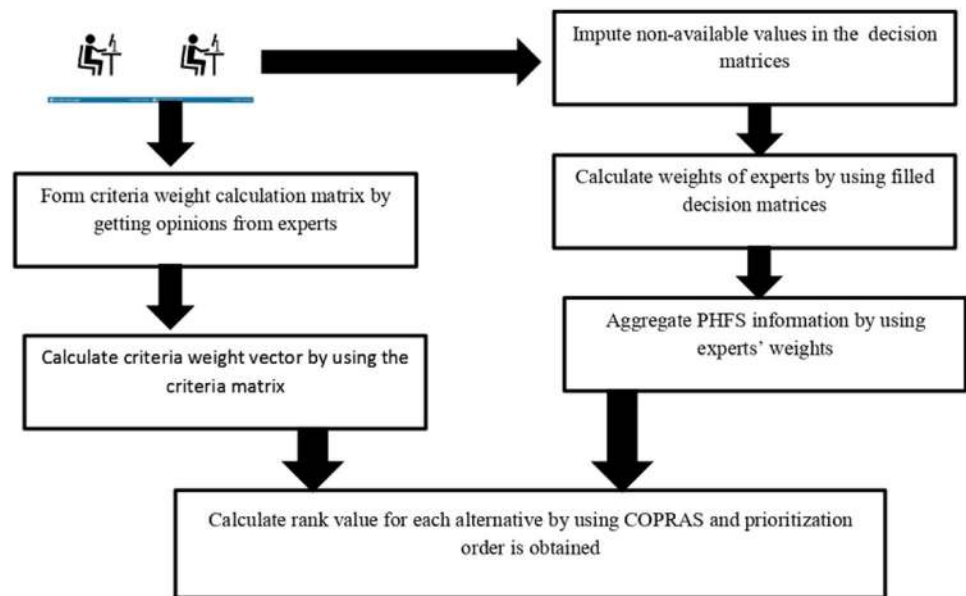 Impute non-available values in the decision
matrices
Form criteria weight calculation matrix by
getting opinions from experts
Calculate weights of experts by using filled
decision matrices
Calculate criteria weight vector by using the
criteria matrix
Aggregate PHFS information by using
experts’ weights
Calculate rank value for each alternative by using COPRAS and prioritization
order is obtained